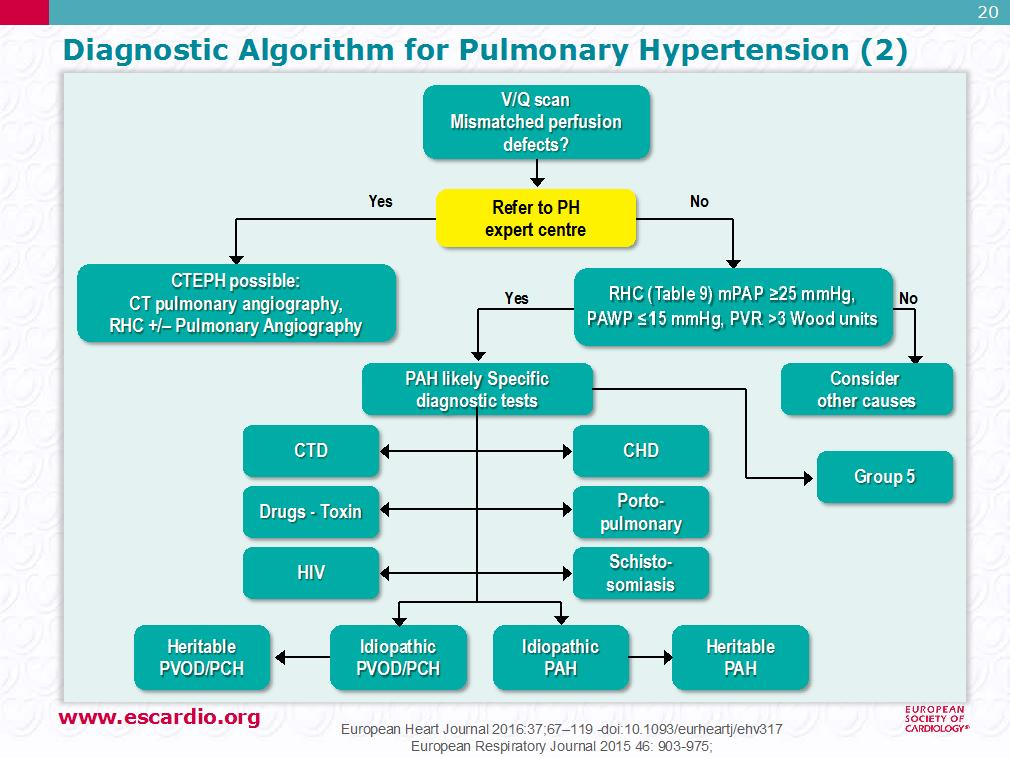 20
Diagnostic Algorithm for Pulmonary Hypertension (2)
V/Q scan
Mismatched perfusion
defects?
Yes
Refer to PH
expert centre
No
CTEPH possible:
CT pulmonary angiography,
RHC +/– Pulmonary Angiography
Yes
RHC (Table 9) mPAP ≥25 mmHg,
PAWP ≤15 mmHg, PVR >3 Wood units
No
PAH likely Specific
diagnostic tests
Consider
other causes
CTD
CHD
Group 5
Drugs - Toxin
Porto-
pulmonary
HIV
Schisto-
somiasis
Heritable
PVOD/PCH
Idiopathic
PVOD/PCH
Idiopathic
PAH
Heritable
PAH
www.escardio.org
European Heart Journal 2016:37;67–119 -doi:10.1093/eurheartj/ehv317
European Respiratory Journal 2015 46: 903-975;
EUROPEAN
SOCIETY OF
CARDIOLOGY®